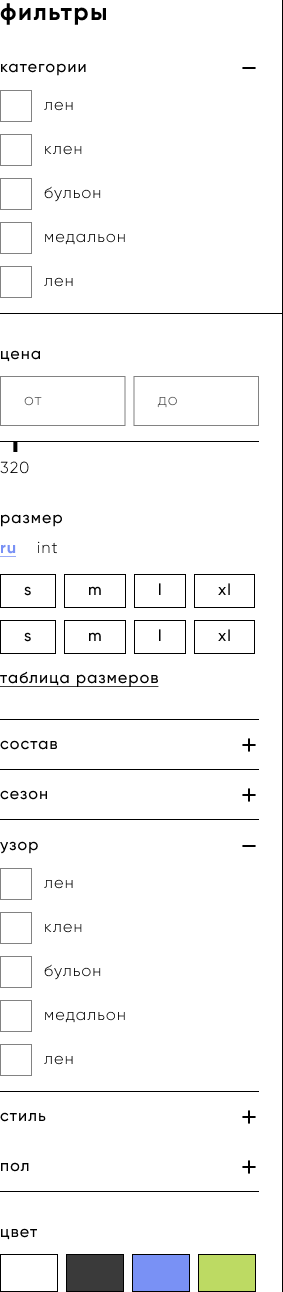 фильтры
категории
лен
клен
бульон
медальон
лен
цена
от до
320
размер
ru int
s m l xl
s m l xl
таблица размеров
состав
сезон
узор
лен
клен
бульон
медальон
лен
стиль
пол
цвет